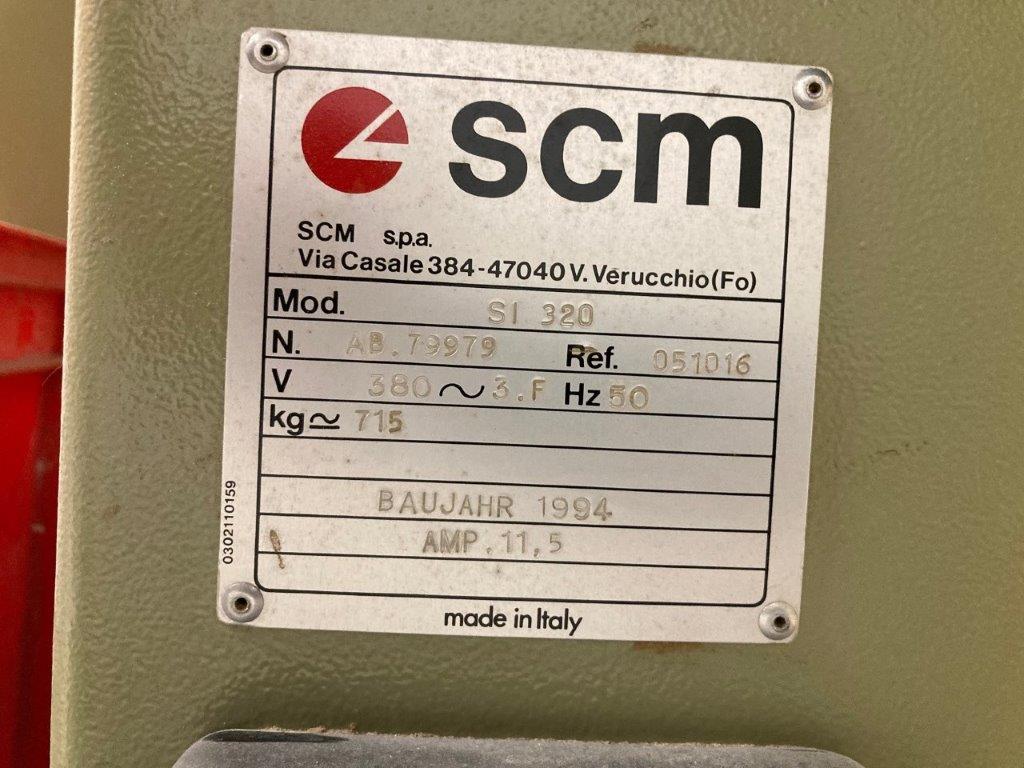 scm
SCM s.p.a.
Via Casale 384-47040 V. Verucchio (Fo)
Mod. SI 320
N. AB.79979 Ref. 051016
V 380 ~ 3.F Hz 50
kg ≃ 715
BAUJAHR 1994
AMP.11,5
0302110159
made in Italy